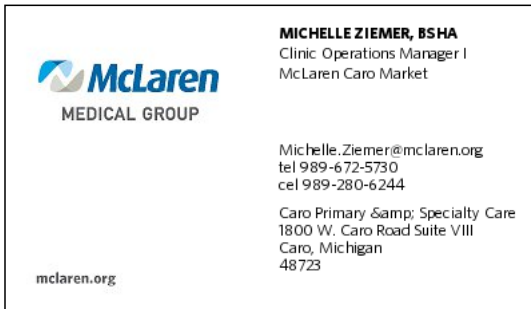 McLaren
MEDICAL GROUP
mclaren.org
MICHELLE ZIEMER, BSHA
Clinic Operations Manager I
McLaren Caro Market
Michelle.Ziemer@mclaren.org
tel 989-672-5730
cel 989-280-6244
Caro Primary &amp; Specialty Care
1800 W. Caro Road Suite VIII
Caro, Michigan
48723